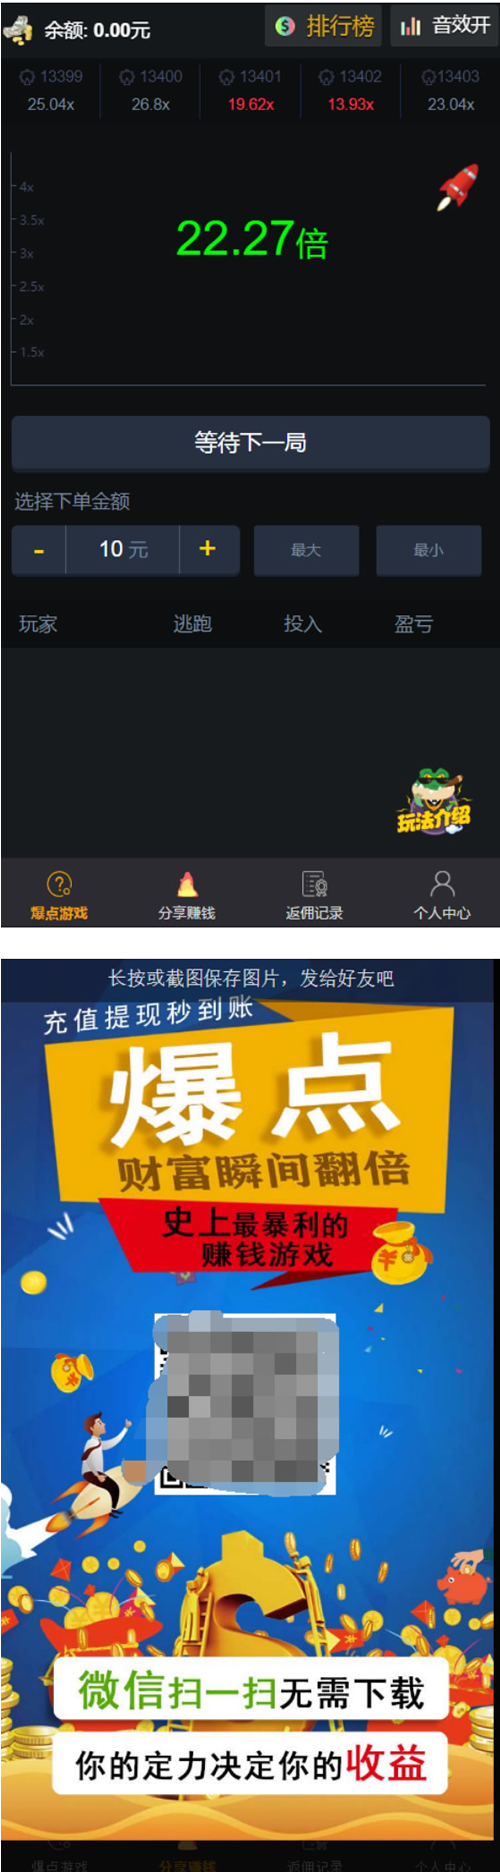 余额: 0.00元
排行榜
音效开
13399 13400 13401 13402 13403
25.04x 26.8x 19.62x 13.93x 23.04x
4x
3.5x
3x
2.5x
2x
1.5x
22.27倍
等待下一局
选择下单金额
- 10 元 + 最大 最小
玩家 逃跑 投入 盈亏
玩法介绍
爆点游戏 分享赚钱 返佣记录 个人中心
长按或截图保存图片，发给好友吧
充值提现秒到账
爆点
财富瞬间翻倍
史上最暴利的
赚钱游戏
微信扫一扫无需下载
你的定力决定你的收益
爆点游戏 分享赚钱 返佣记录 个人中心